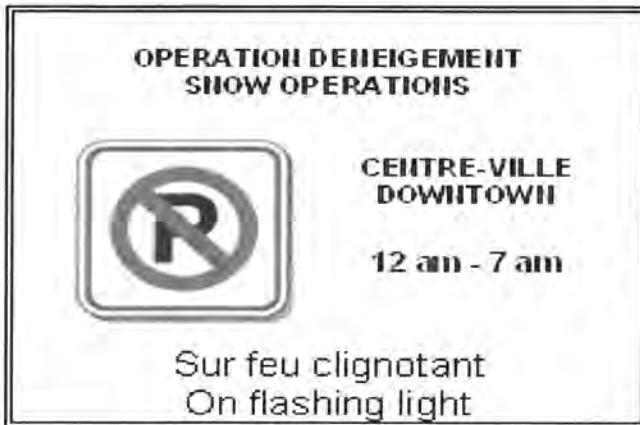 OPERATION DENEIGEMENT
SNOW OPERATIONS
P
CENTRE-VILLE
DOWNTOWN
12 am - 7 am
Sur feu clignotant
On flashing light